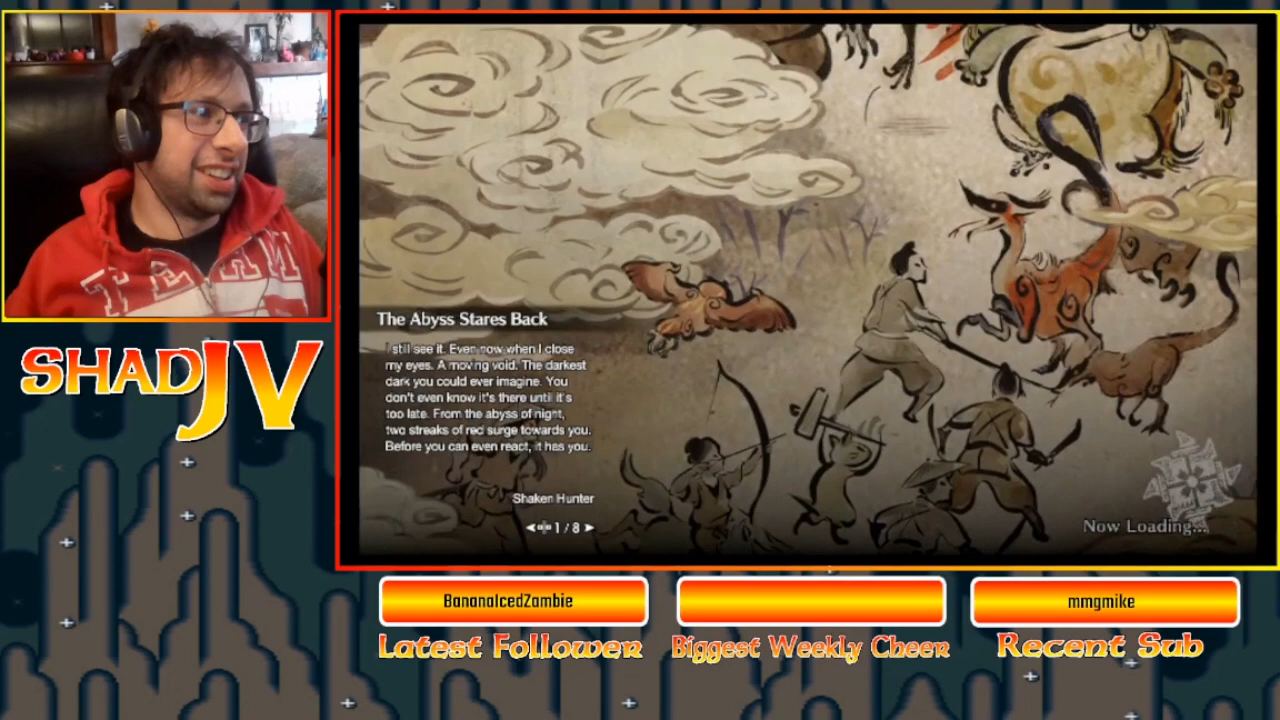 TEAM
SHADJV
The Abyss Stares Back
I still see it. Even now when I close
my eyes. A moving void. The darkest
dark you could ever imagine. You
don't even know it's there until it's
too late. From the abyss of night,
two streaks of red surge towards you.
Before you can even react, it has you.
Shaken Hunter
1 / 8
Now Loading...
BananaIcedZambie
mmgmike
Latest Follower
Biggest Weekly Cheer
Recent Sub